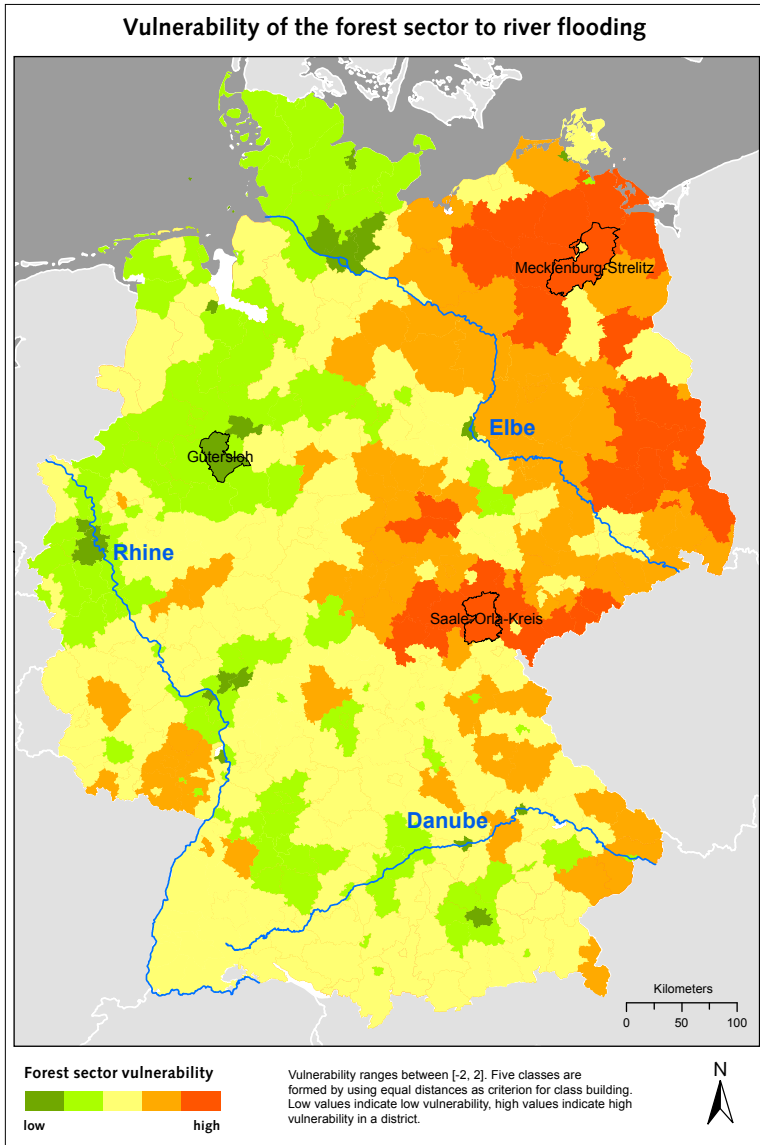 Vulnerability of the forest sector to river flooding
Mecklenburg-Strelitz
Elbe
Gütersloh
Rhine
Saale-Orla-Kreis
Danube
Kilometers
0 50 100
Forest sector vulnerability
low high
Vulnerability ranges between [-2, 2]. Five classes are
formed by using equal distances as criterion for class building.
Low values indicate low vulnerability, high values indicate high
vulnerability in a district.
N